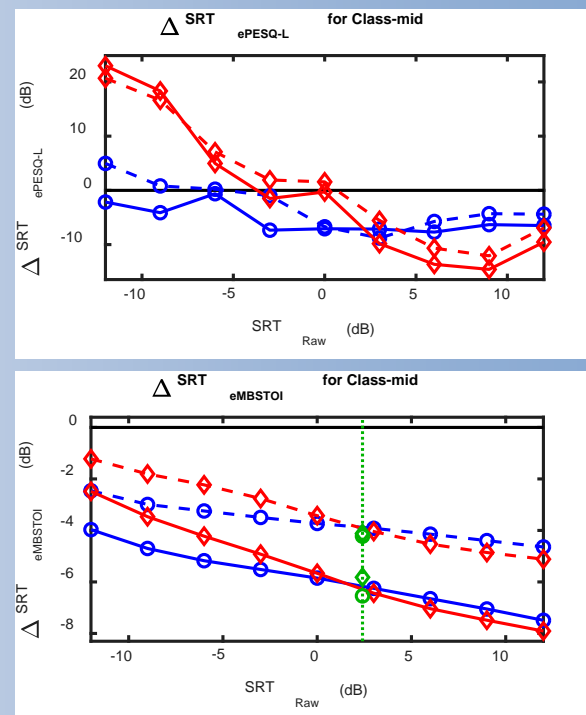 Δ SRT ePESQ-L for Class-mid
20
10
0
-10
Δ SRT ePESQ-L (dB)
-10 -5 0 5 10
SRT Raw (dB)
Δ SRT eMBSTOI for Class-mid
0
-2
-4
-6
-8
Δ SRT eMBSTOI (dB)
-10 -5 0 5 10
SRT Raw (dB)